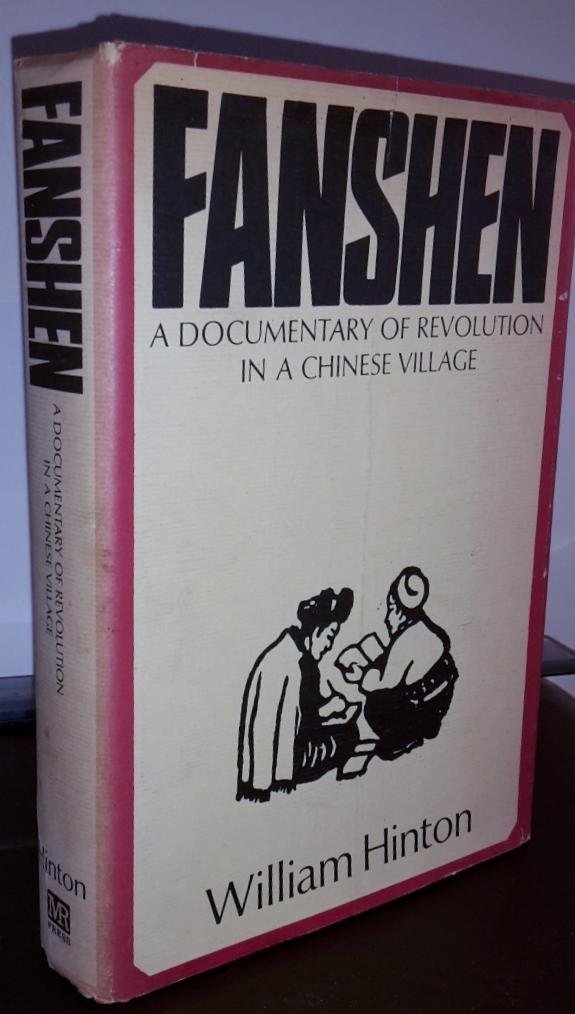 FANSHEN
A DOCUMENTARY OF REVOLUTION
IN A CHINESE VILLAGE
William Hinton
FANSHEN
A DOCUMENTARY OF REVOLUTION
IN A CHINESE VILLAGE
Hinton
MR
PRESS